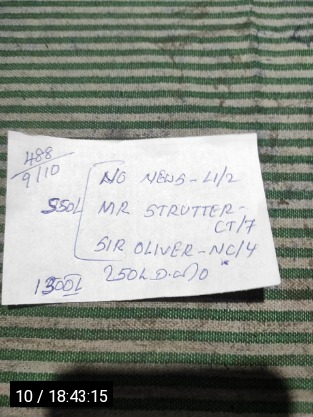 488
9/10
NO NEWS - LI/2
550L MR STRUTTER -
CT/7
SIR OLIVER - NC/4
1300L 250L D.C/O
10 / 18:43:15